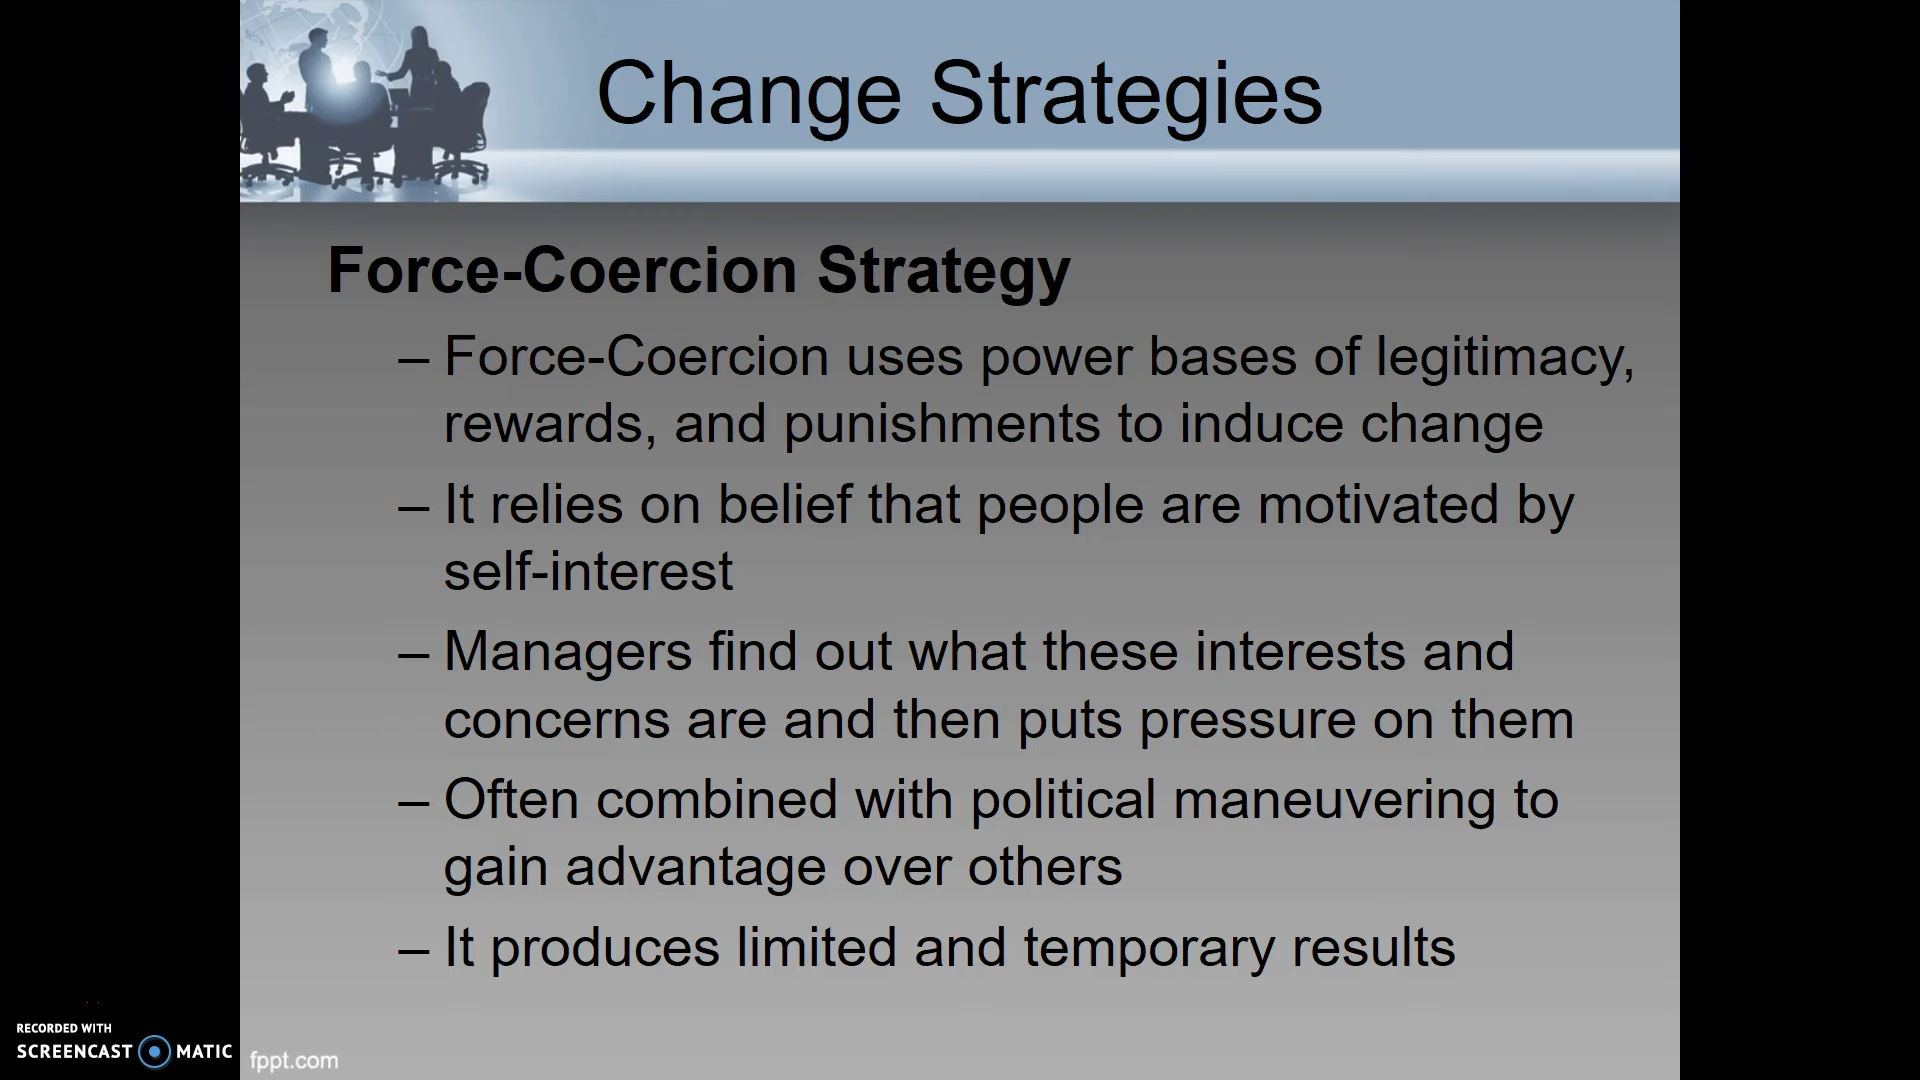 Change Strategies
Force-Coercion Strategy
– Force-Coercion uses power bases of legitimacy,
rewards, and punishments to induce change
– It relies on belief that people are motivated by
self-interest
– Managers find out what these interests and
concerns are and then puts pressure on them
– Often combined with political maneuvering to
gain advantage over others
– It produces limited and temporary results
RECORDED WITH
SCREENCAST MATIC
fppt.com